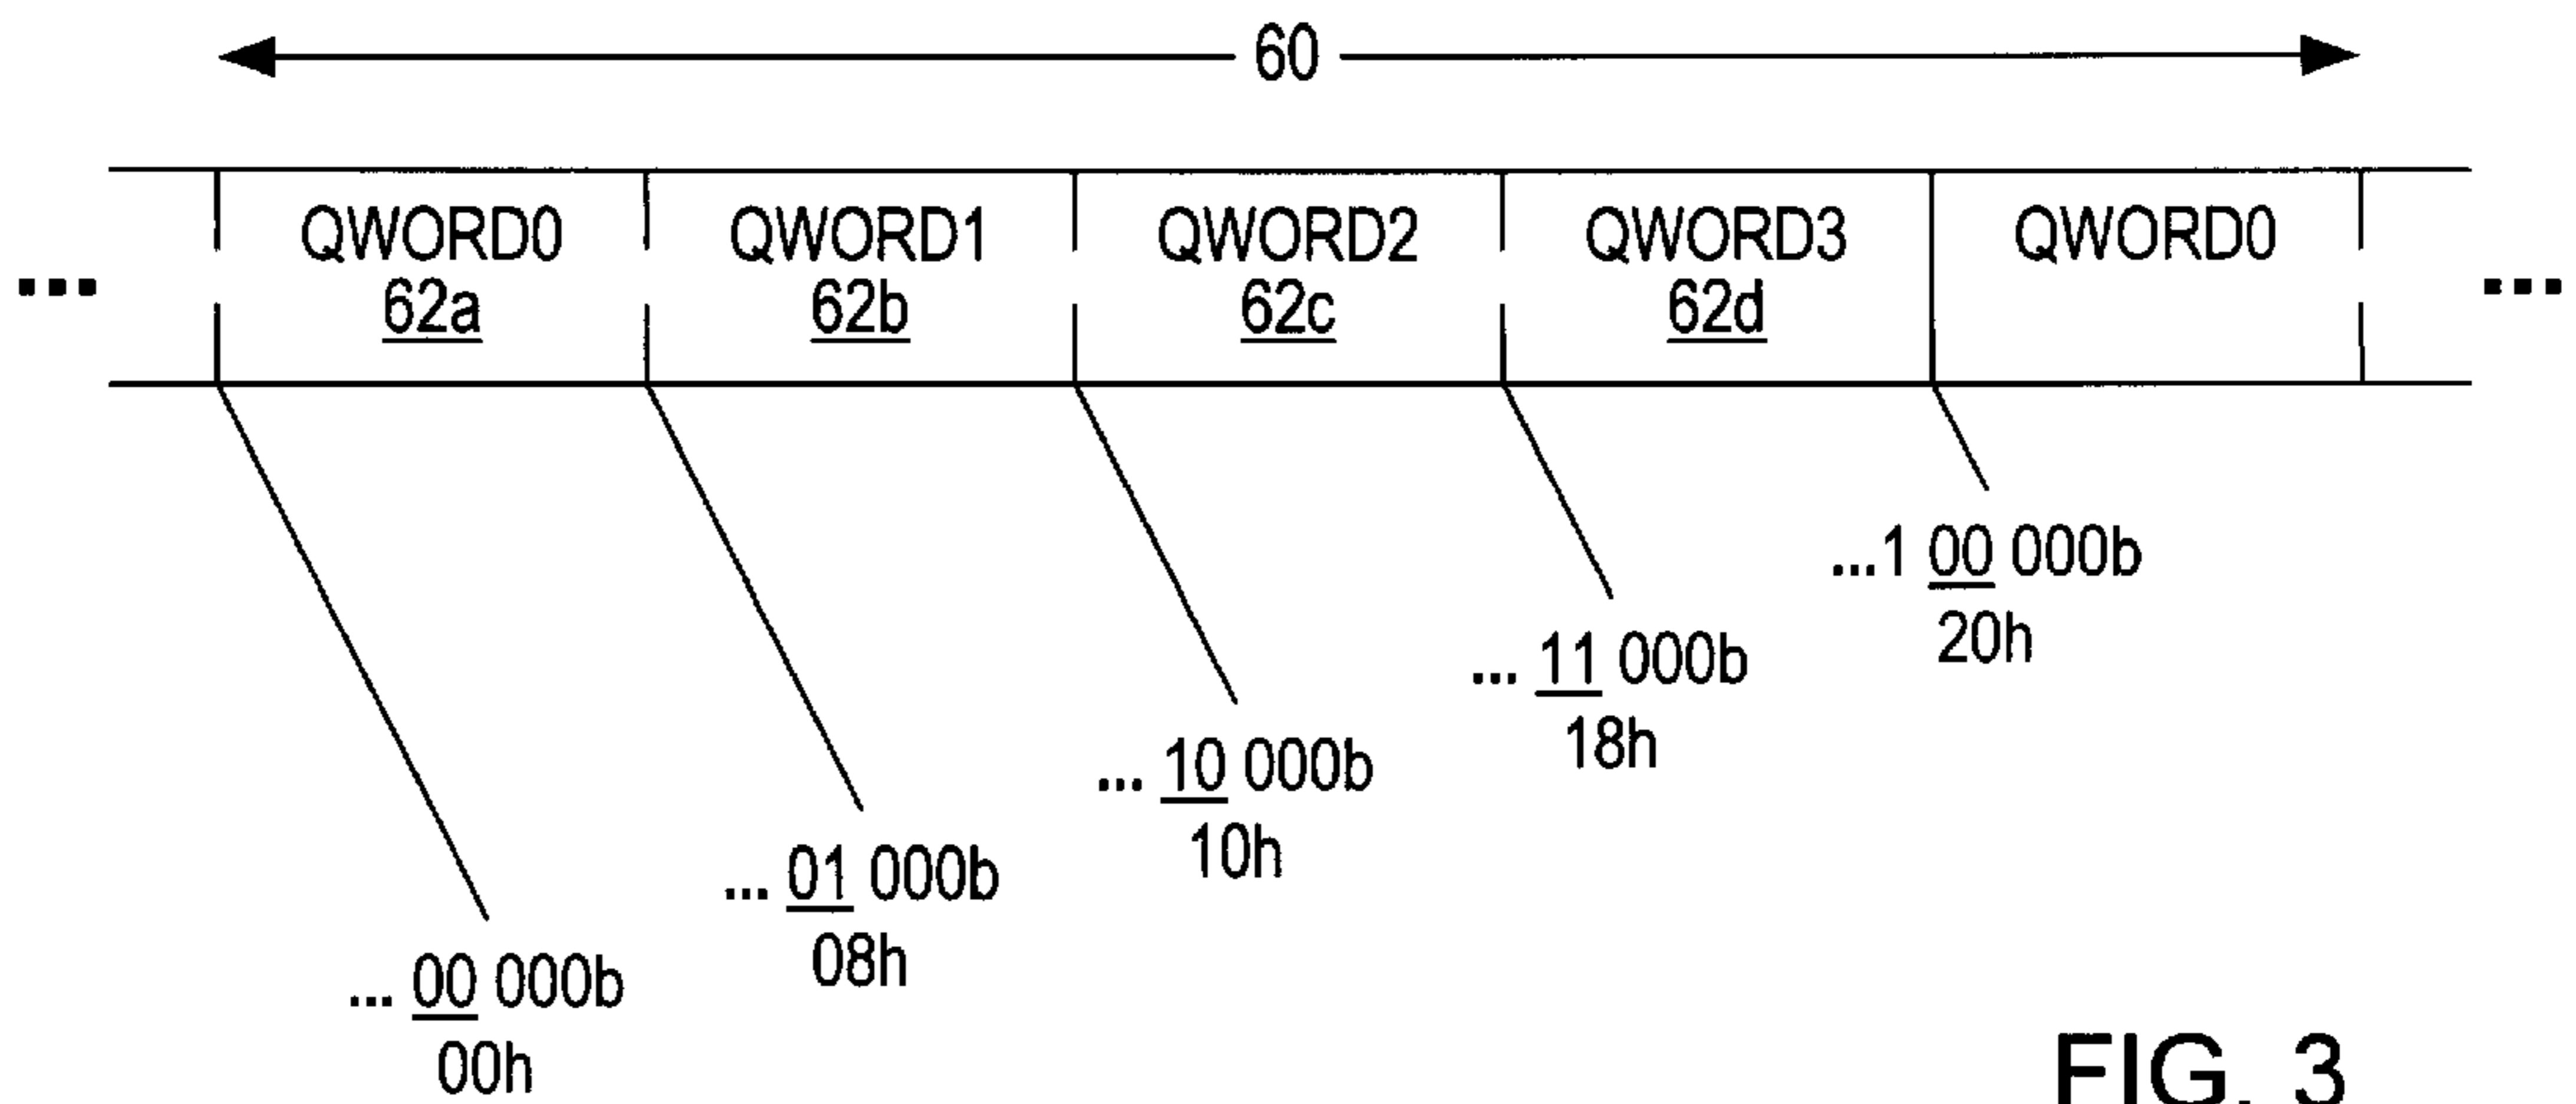 60
... QWORD0 QWORD1 QWORD2 QWORD3 QWORD0 ...
62a 62b 62c 62d
...1 00 000b
20h
... 11 000b
18h
... 10 000b
10h
... 01 000b
08h
... 00 000b
00h
FIG. 3